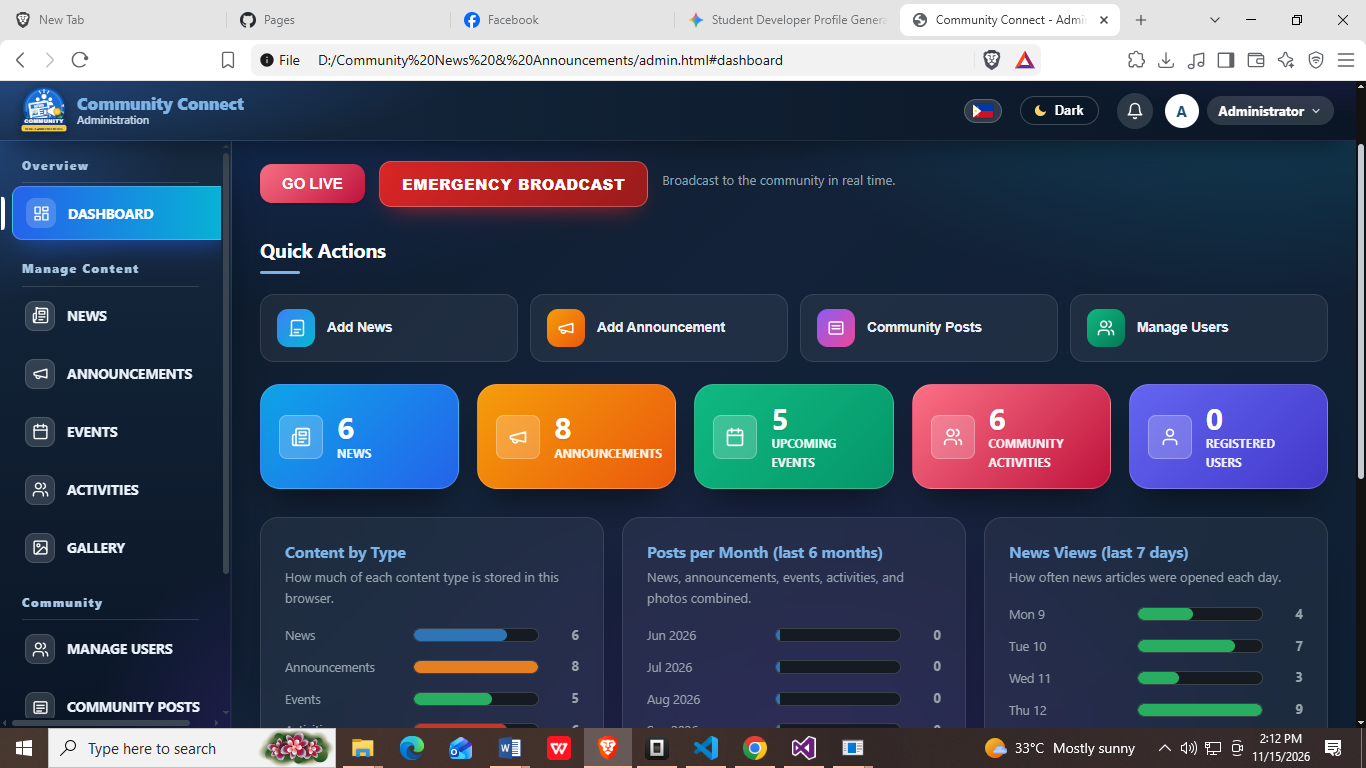 New Tab
Pages
Facebook
Student Developer Profile Genera
Community Connect - Admi
File D:/Community%20News%20&%20Announcements/admin.html#dashboard
Community Connect
Administration
Dark
A
Administrator
Overview
DASHBOARD
Manage Content
NEWS
ANNOUNCEMENTS
EVENTS
ACTIVITIES
GALLERY
Community
MANAGE USERS
COMMUNITY POSTS
GO LIVE
EMERGENCY BROADCAST
Broadcast to the community in real time.
Quick Actions
Add News
Add Announcement
Community Posts
Manage Users
6
NEWS
8
ANNOUNCEMENTS
5
UPCOMING
EVENTS
6
COMMUNITY
ACTIVITIES
0
REGISTERED
USERS
Content by Type
How much of each content type is stored in this
browser.
News 6
Announcements 8
Events 5
Posts per Month (last 6 months)
News, announcements, events, activities, and
photos combined.
Jun 2026 0
Jul 2026 0
Aug 2026 0
News Views (last 7 days)
How often news articles were opened each day.
Mon 9 4
Tue 10 7
Wed 11 3
Thu 12 9
Type here to search
33°C Mostly sunny
2:12 PM
11/15/2026